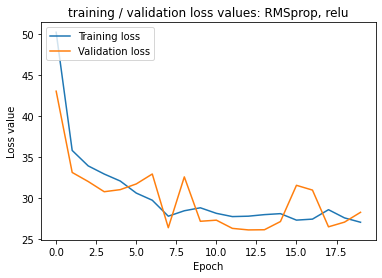 training / validation loss values: RMSprop, relu
50
45
40
35
30
25
Loss value
Training loss
Validation loss
0.0 2.5 5.0 7.5 10.0 12.5 15.0 17.5
Epoch